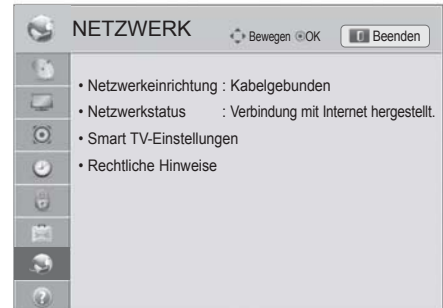 NETZWERK
Bewegen OK
Beenden
• Netzwerkeinrichtung : Kabelgebunden
• Netzwerkstatus : Verbindung mit Internet hergestellt.
• Smart TV-Einstellungen
• Rechtliche Hinweise